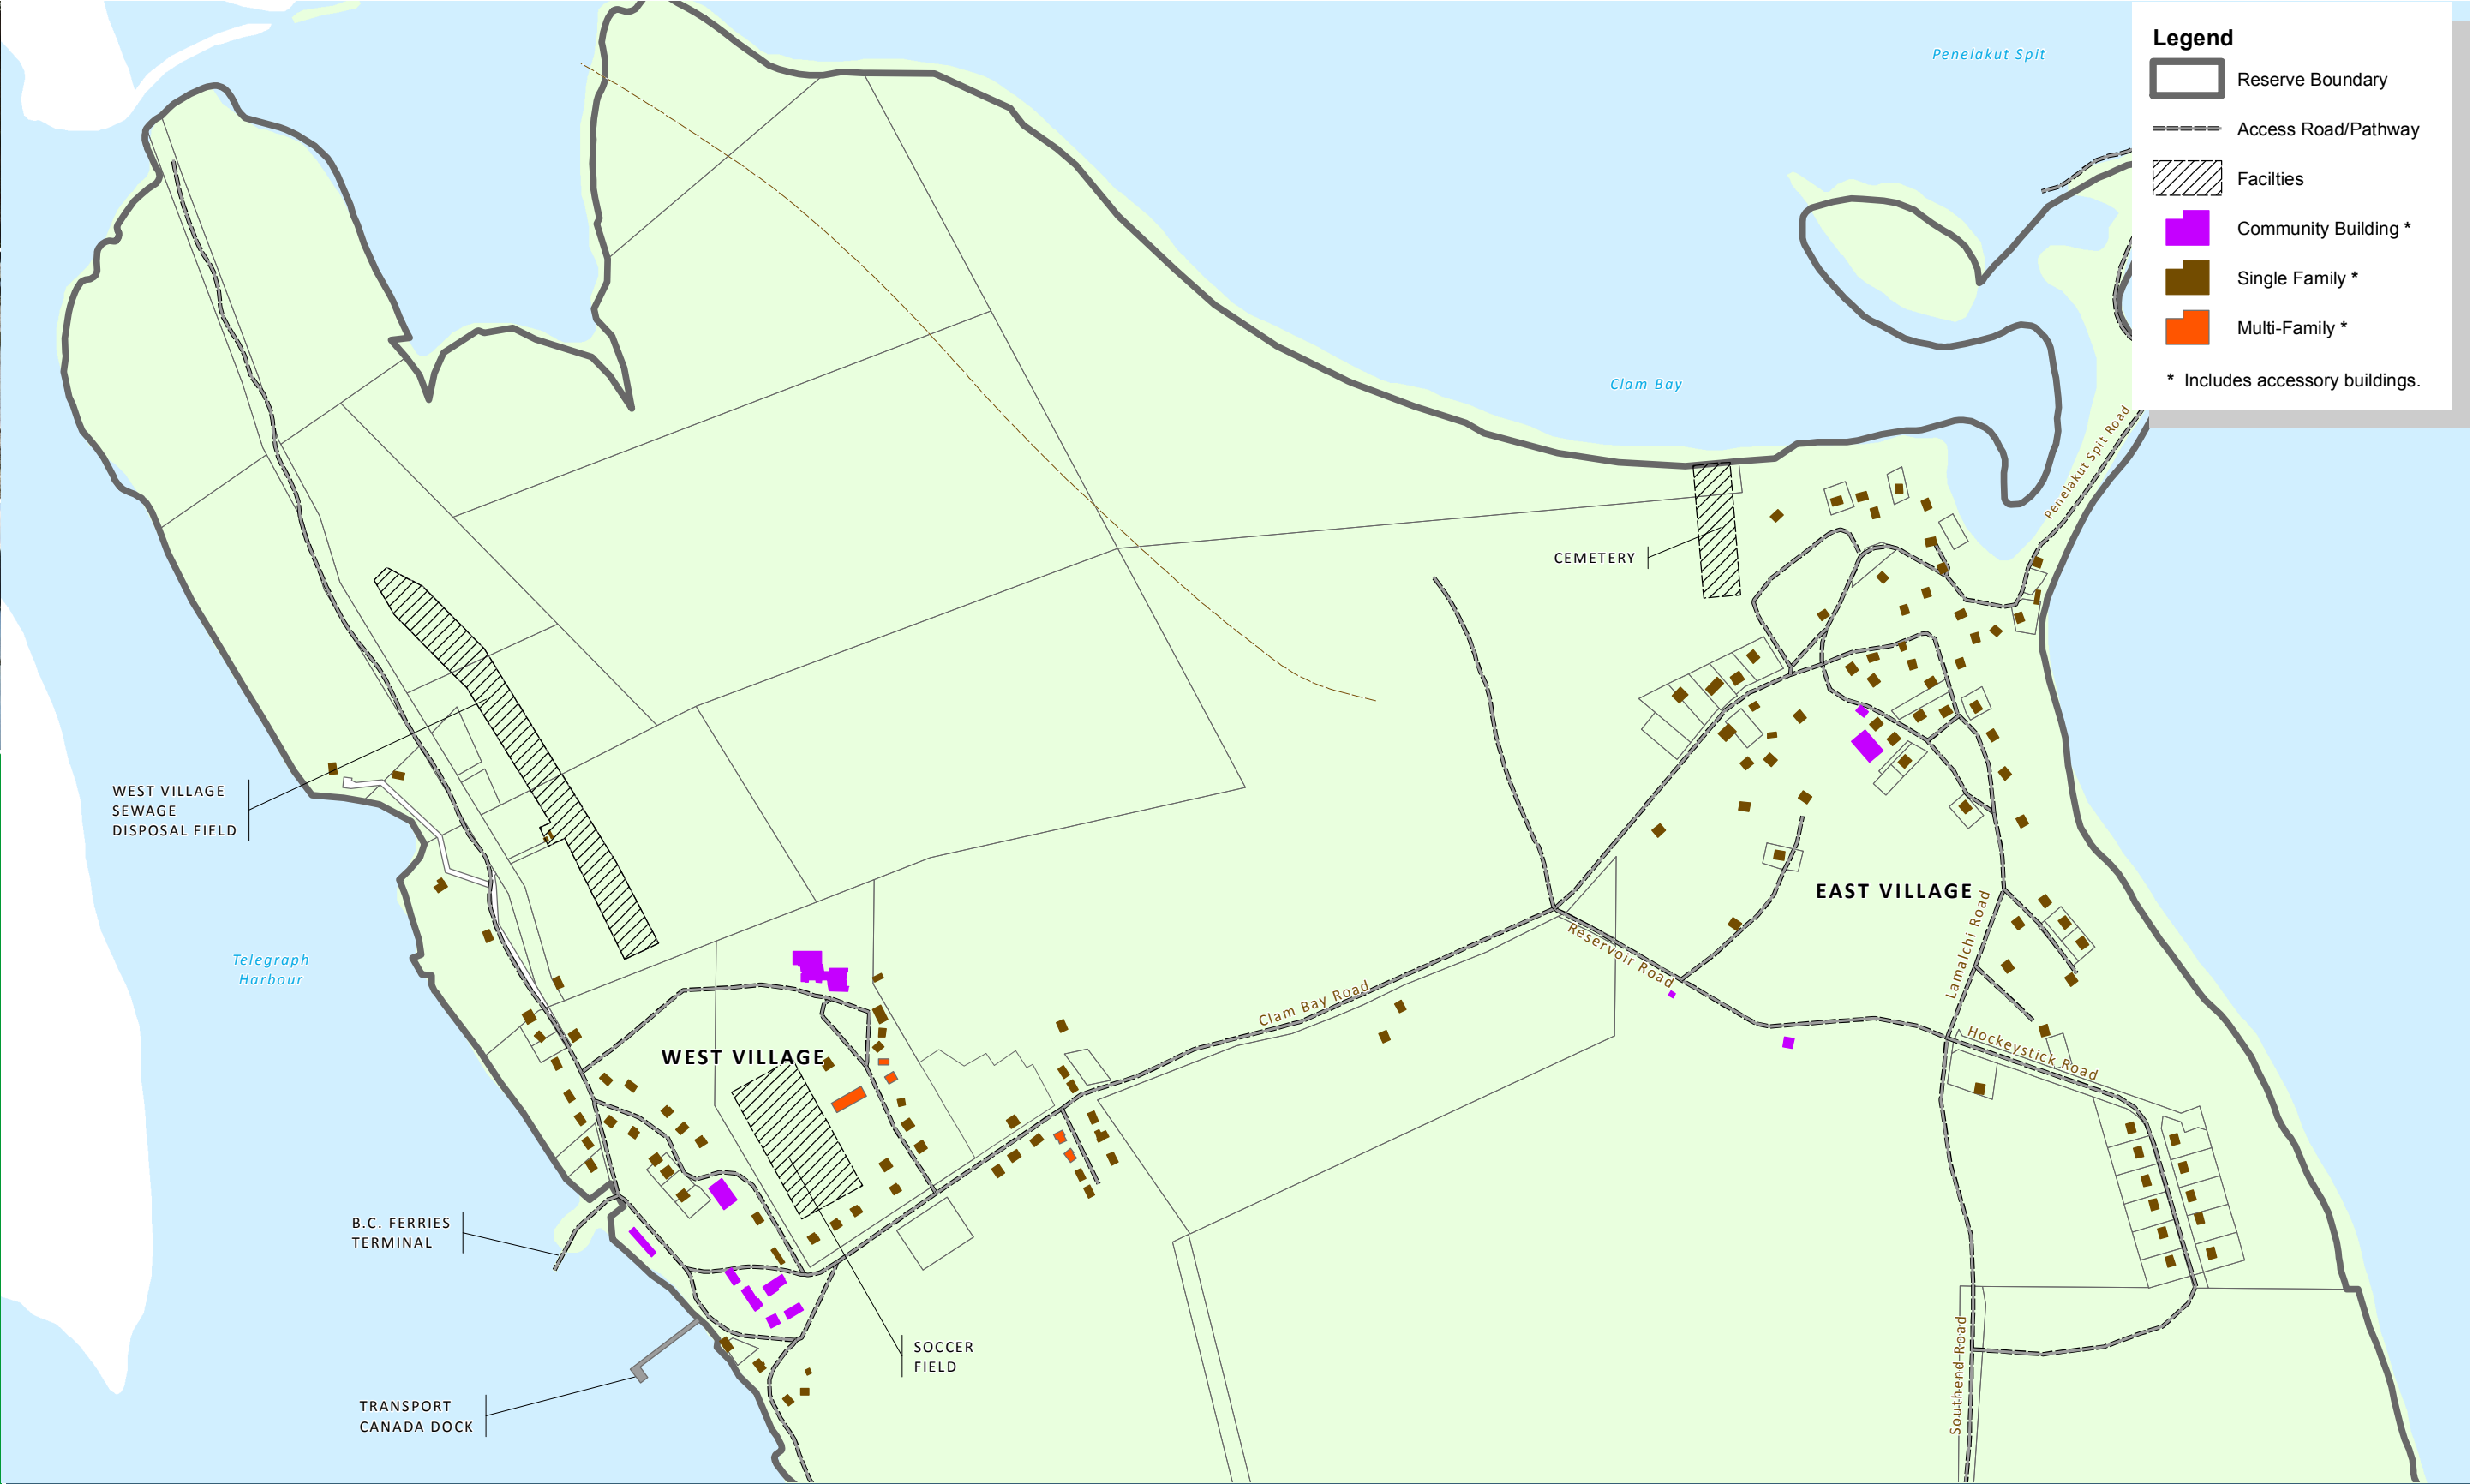 Penelakut Spit
Legend
Reserve Boundary
Access Road/Pathway
Facilties
Community Building *
Single Family *
Multi-Family *
* Includes accessory buildings.
Clam Bay
Penelakut Spit Road
CEMETERY
WEST VILLAGE
SEWAGE
DISPOSAL FIELD
EAST VILLAGE
Telegraph
Harbour
Reservoir Road
Lamalchi Road
Clam Bay Road
WEST VILLAGE
Hockeystick Road
B.C. FERRIES
TERMINAL
SOCCER
FIELD
Southend Road
TRANSPORT
CANADA DOCK